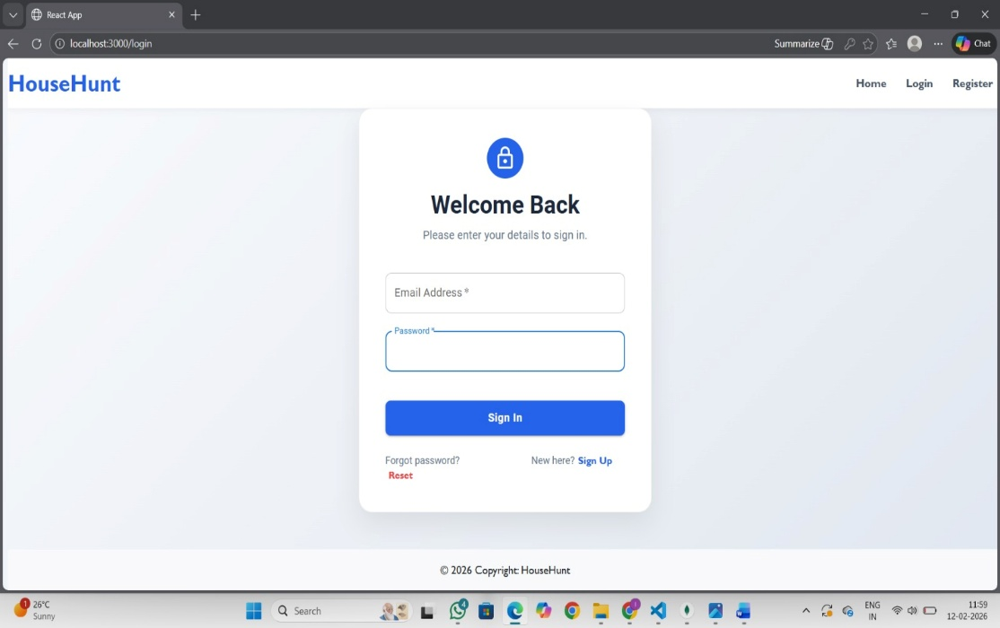 React App
localhost:3000/login
Summarize
Chat
HouseHunt
Home Login Register
Welcome Back
Please enter your details to sign in.
Email Address *
Password *
Sign In
Forgot password? New here? Sign Up
Reset
© 2026 Copyright: HouseHunt
1
26°C
Sunny
Search
4
1
ENG
IN
11:59
12-02-2026